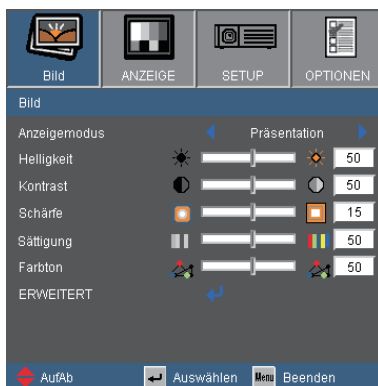 Bild ANZEIGE SETUP OPTIONEN
Bild
Anzeigemodus Präsentation
Helligkeit 50
Kontrast 50
Schärfe 15
Sättigung 50
Farbton 50
ERWEITERT
AufAb Auswählen Menu Beenden